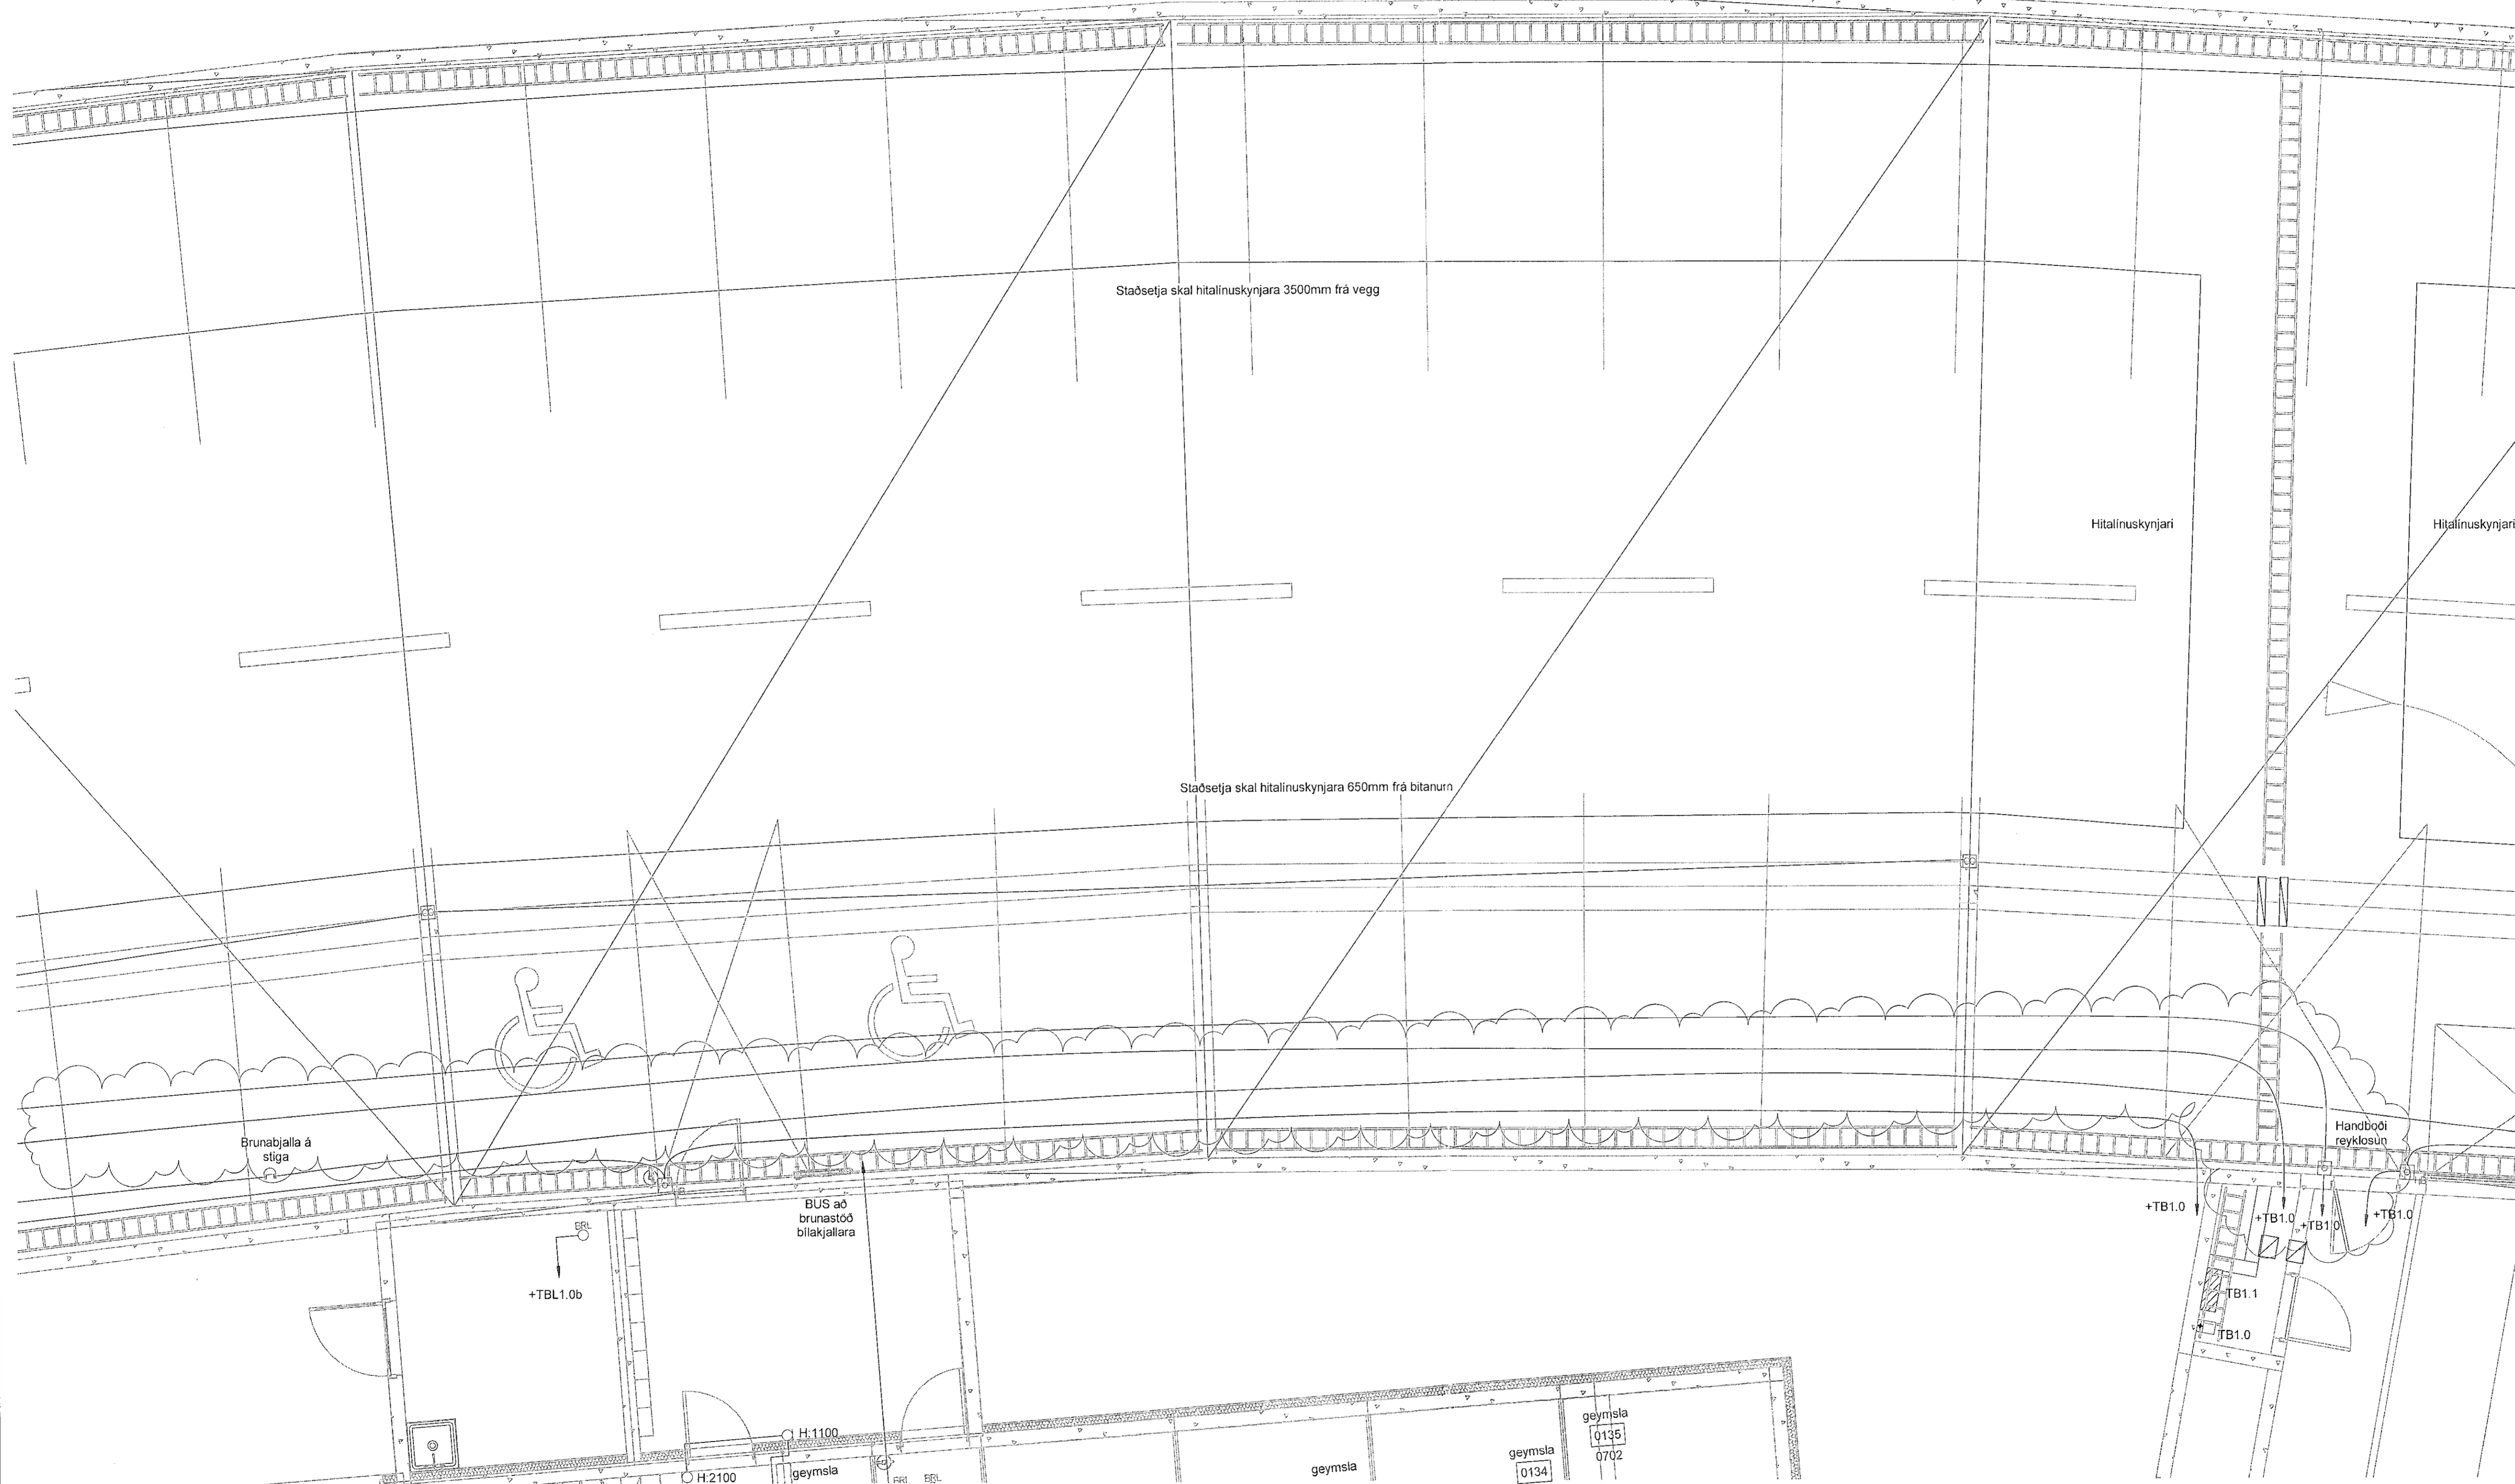 Staðsetja skal hitalínuskynjara 3500mm frá vegg
Hitalínuskynjari
Hitalínuskynjari
Staðsetja skal hitalínuskynjara 650mm frá bitanum
Brunabjalla á
stiga
Handboði
reyklosun
BUS að
brunastöð
bílakjallara
BRL
+TBL1.0b
+TB1.0
+TB1.0
+TB1.0
+TB1.0
TB1.1
TB1.0
H:1100
H:2100
geymsla
BRL
BRL
geymsla
geymsla
0134
geymsla
0135
0702